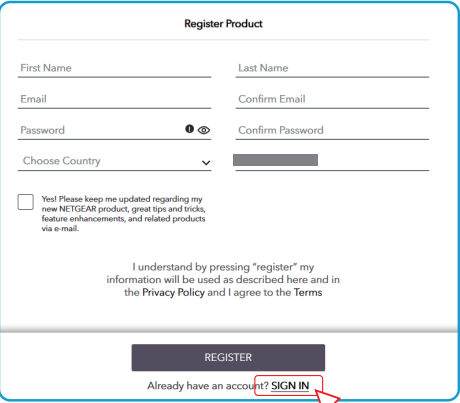 Register Product
First Name
Last Name
Email
Confirm Email
Password
Confirm Password
Choose Country
Yes! Please keep me updated regarding my
new NETGEAR product, great tips and tricks,
feature enhancements, and related products
via e-mail.
I understand by pressing "register" my
information will be used as described here and in
the Privacy Policy and I agree to the Terms
REGISTER
Already have an account? SIGN IN